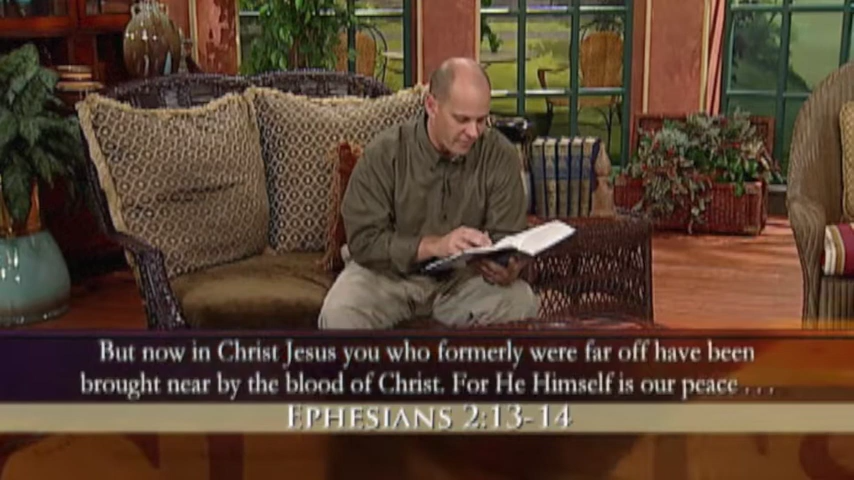 But now in Christ Jesus you who formerly were far off have been
brought near by the blood of Christ. For He Himself is our peace . . .
EPHESIANS 2:13-14